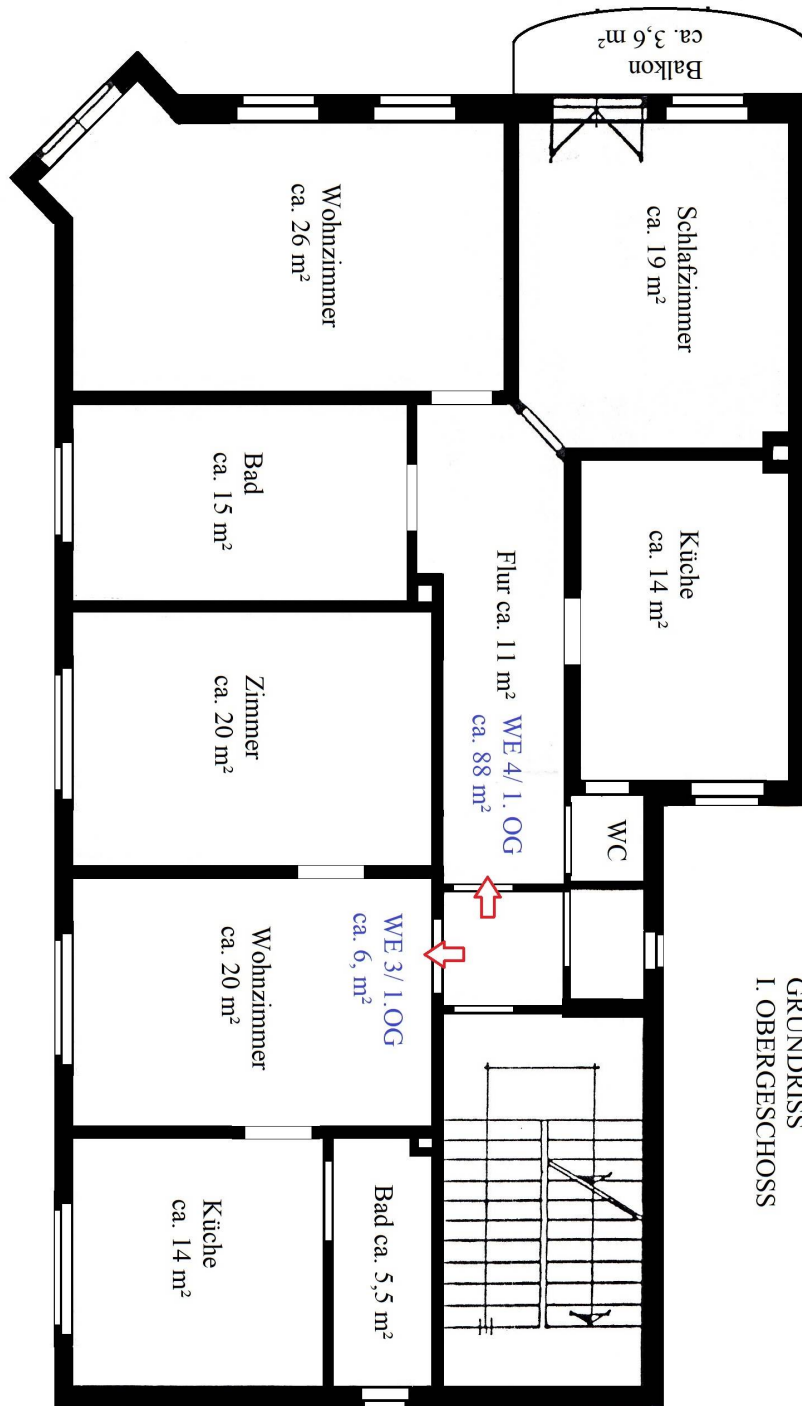 GRUNDRISS
I. OBERGESCHOSS
Balkon
ca. 3,6 m²
Schlafzimmer
ca. 19 m²
Wohnzimmer
ca. 26 m²
Küche
ca. 14 m²
Bad
ca. 15 m²
Flur ca. 11 m²
WE 4/ 1. OG
ca. 88 m²
WC
Zimmer
ca. 20 m²
WE 3/ 1.OG
ca. 6, m²
Wohnzimmer
ca. 20 m²
Bad ca. 5,5 m²
Küche
ca. 14 m²